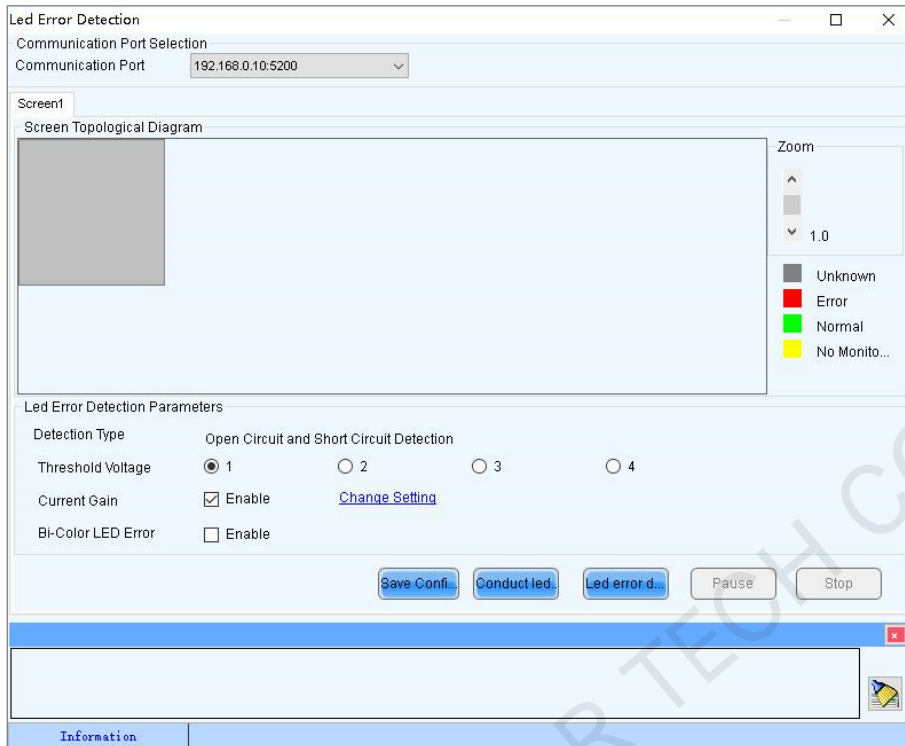 Led Error Detection
Communication Port Selection
Communication Port 192.168.0.10:5200
Screen1
Screen Topological Diagram
Zoom
1.0
Unknown
Error
Normal
No Monito...
Led Error Detection Parameters
Detection Type Open Circuit and Short Circuit Detection
Threshold Voltage 1 2 3 4
Current Gain Enable Change Setting
Bi-Color LED Error Enable
Save Confi... Conduct led.. Led error d... Pause Stop
R TECH CO
Information